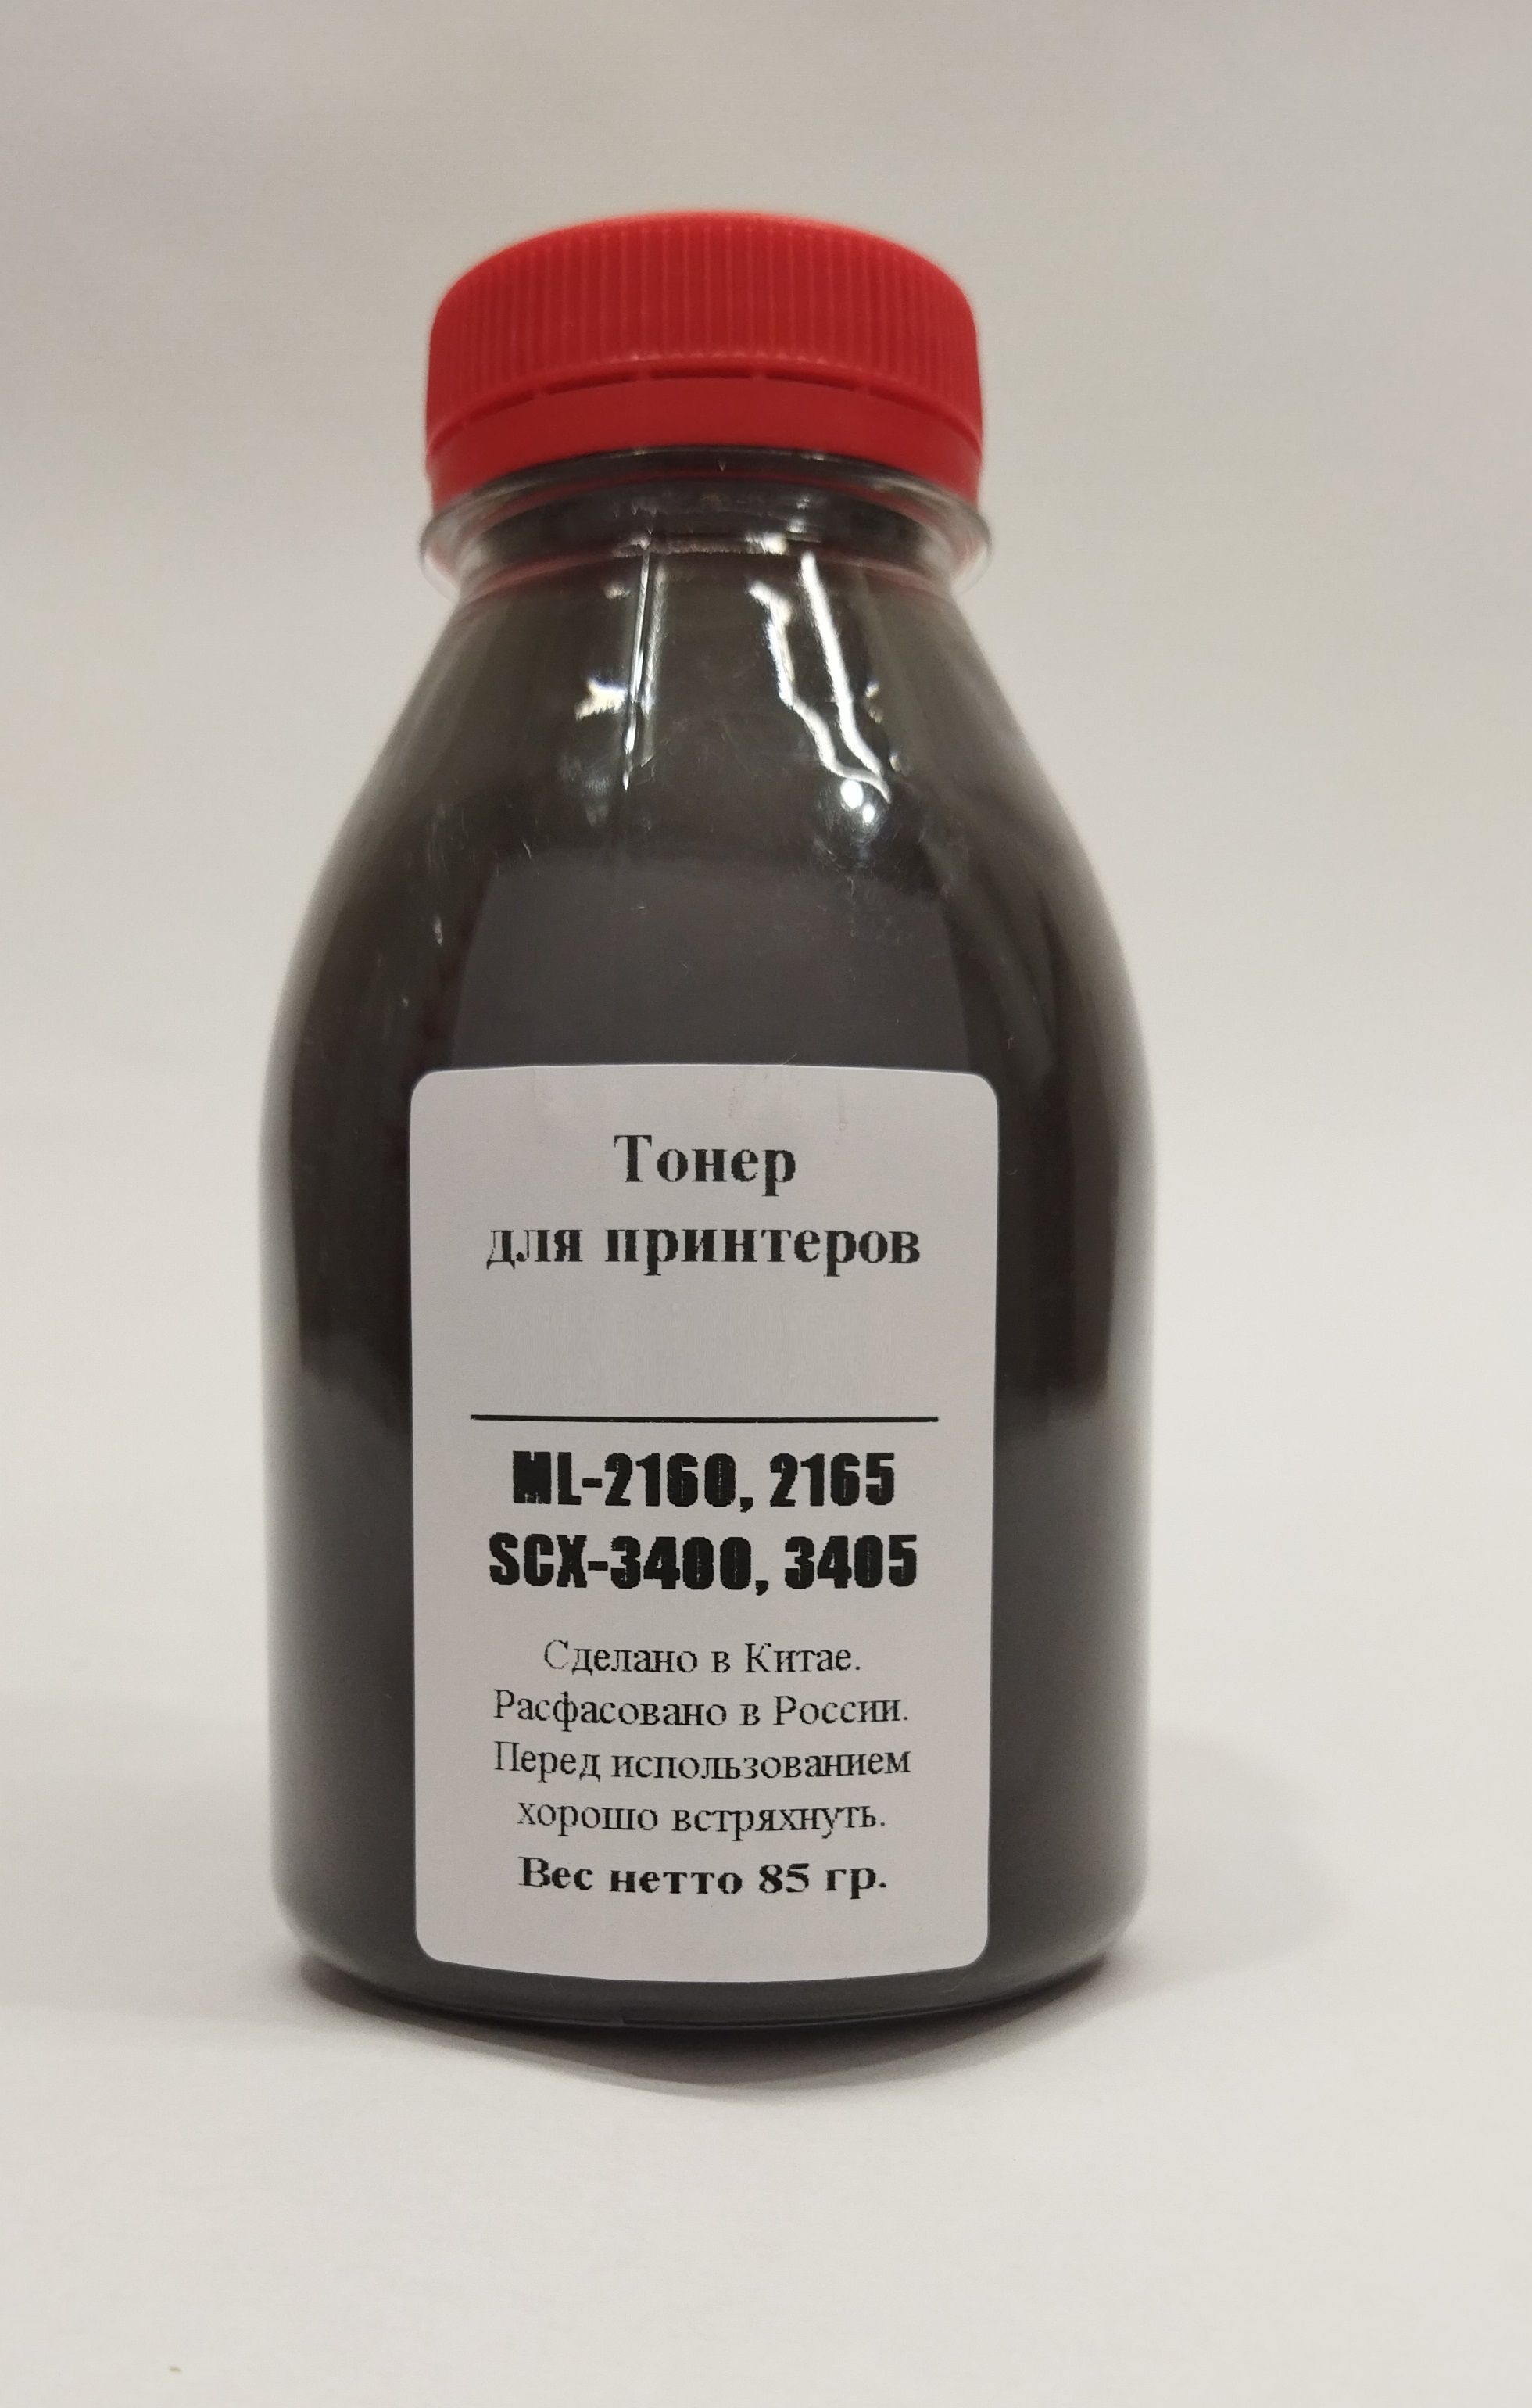 Тонер
для принтеров
ML-2160, 2165
SCX-3400, 3405
Сделано в Китае.
Расфасовано в России.
Перед использованием
хорошо встряхнуть.
Вес нетто 85 гр.